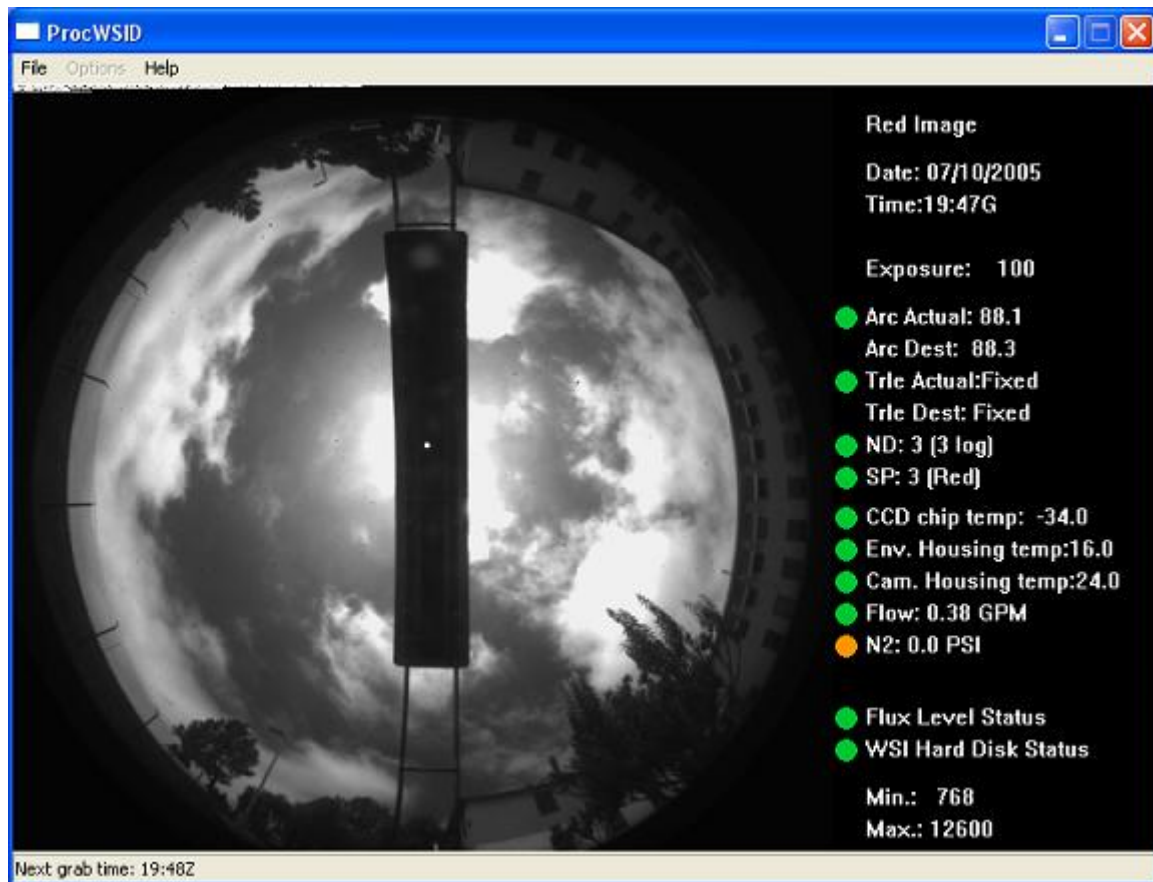 ProcWSID
File Options Help
Red Image
Date: 07/10/2005
Time:19:47G
Exposure: 100
Arc Actual: 88.1
Arc Dest: 88.3
Trle Actual:Fixed
Trle Dest: Fixed
ND: 3 (3 log)
SP: 3 (Red)
CCD chip temp: -34.0
Env. Housing temp:16.0
Cam. Housing temp:24.0
Flow: 0.38 GPM
N2: 0.0 PSI
Flux Level Status
WSI Hard Disk Status
Min.: 768
Max.: 12600
Next grab time: 19:48Z